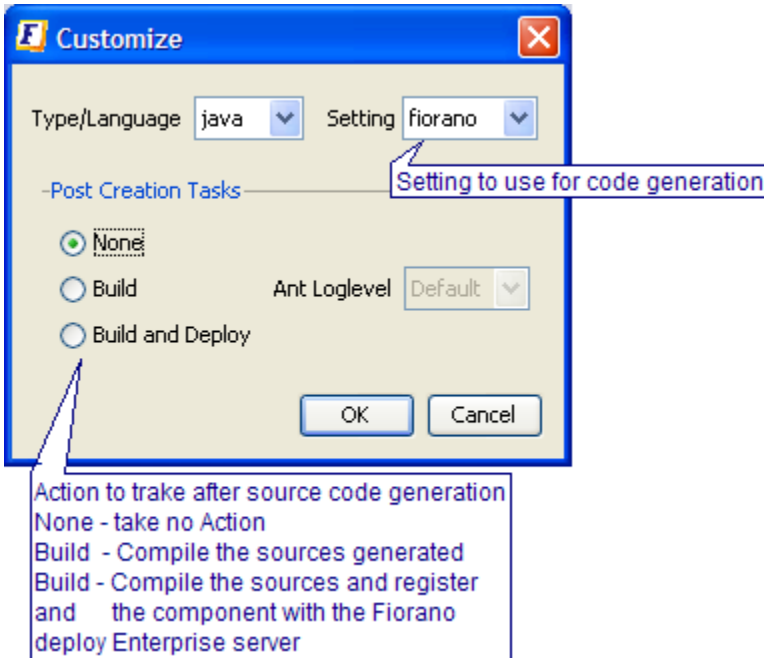 F Customize
Type/Language java Setting fiorano
Setting to use for code generation
Post Creation Tasks
None
Build Ant Loglevel Default
Build and Deploy
OK Cancel
Action to trake after source code generation
None - take no Action
Build - Compile the sources generated
Build - Compile the sources and register
and the component with the Fiorano
deploy Enterprise server